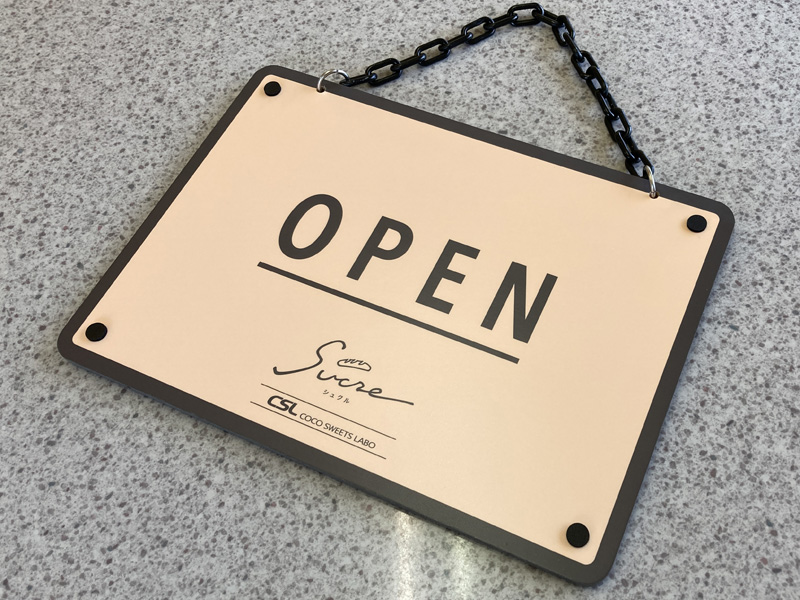 OPEN
Sucre
シュクル
CSL COCO SWEETS LABO